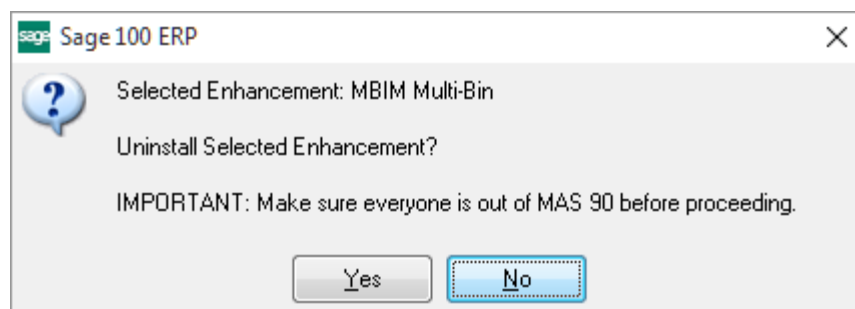 sage Sage 100 ERP
Selected Enhancement: MBIM Multi-Bin
Uninstall Selected Enhancement?
IMPORTANT: Make sure everyone is out of MAS 90 before proceeding.
Yes No